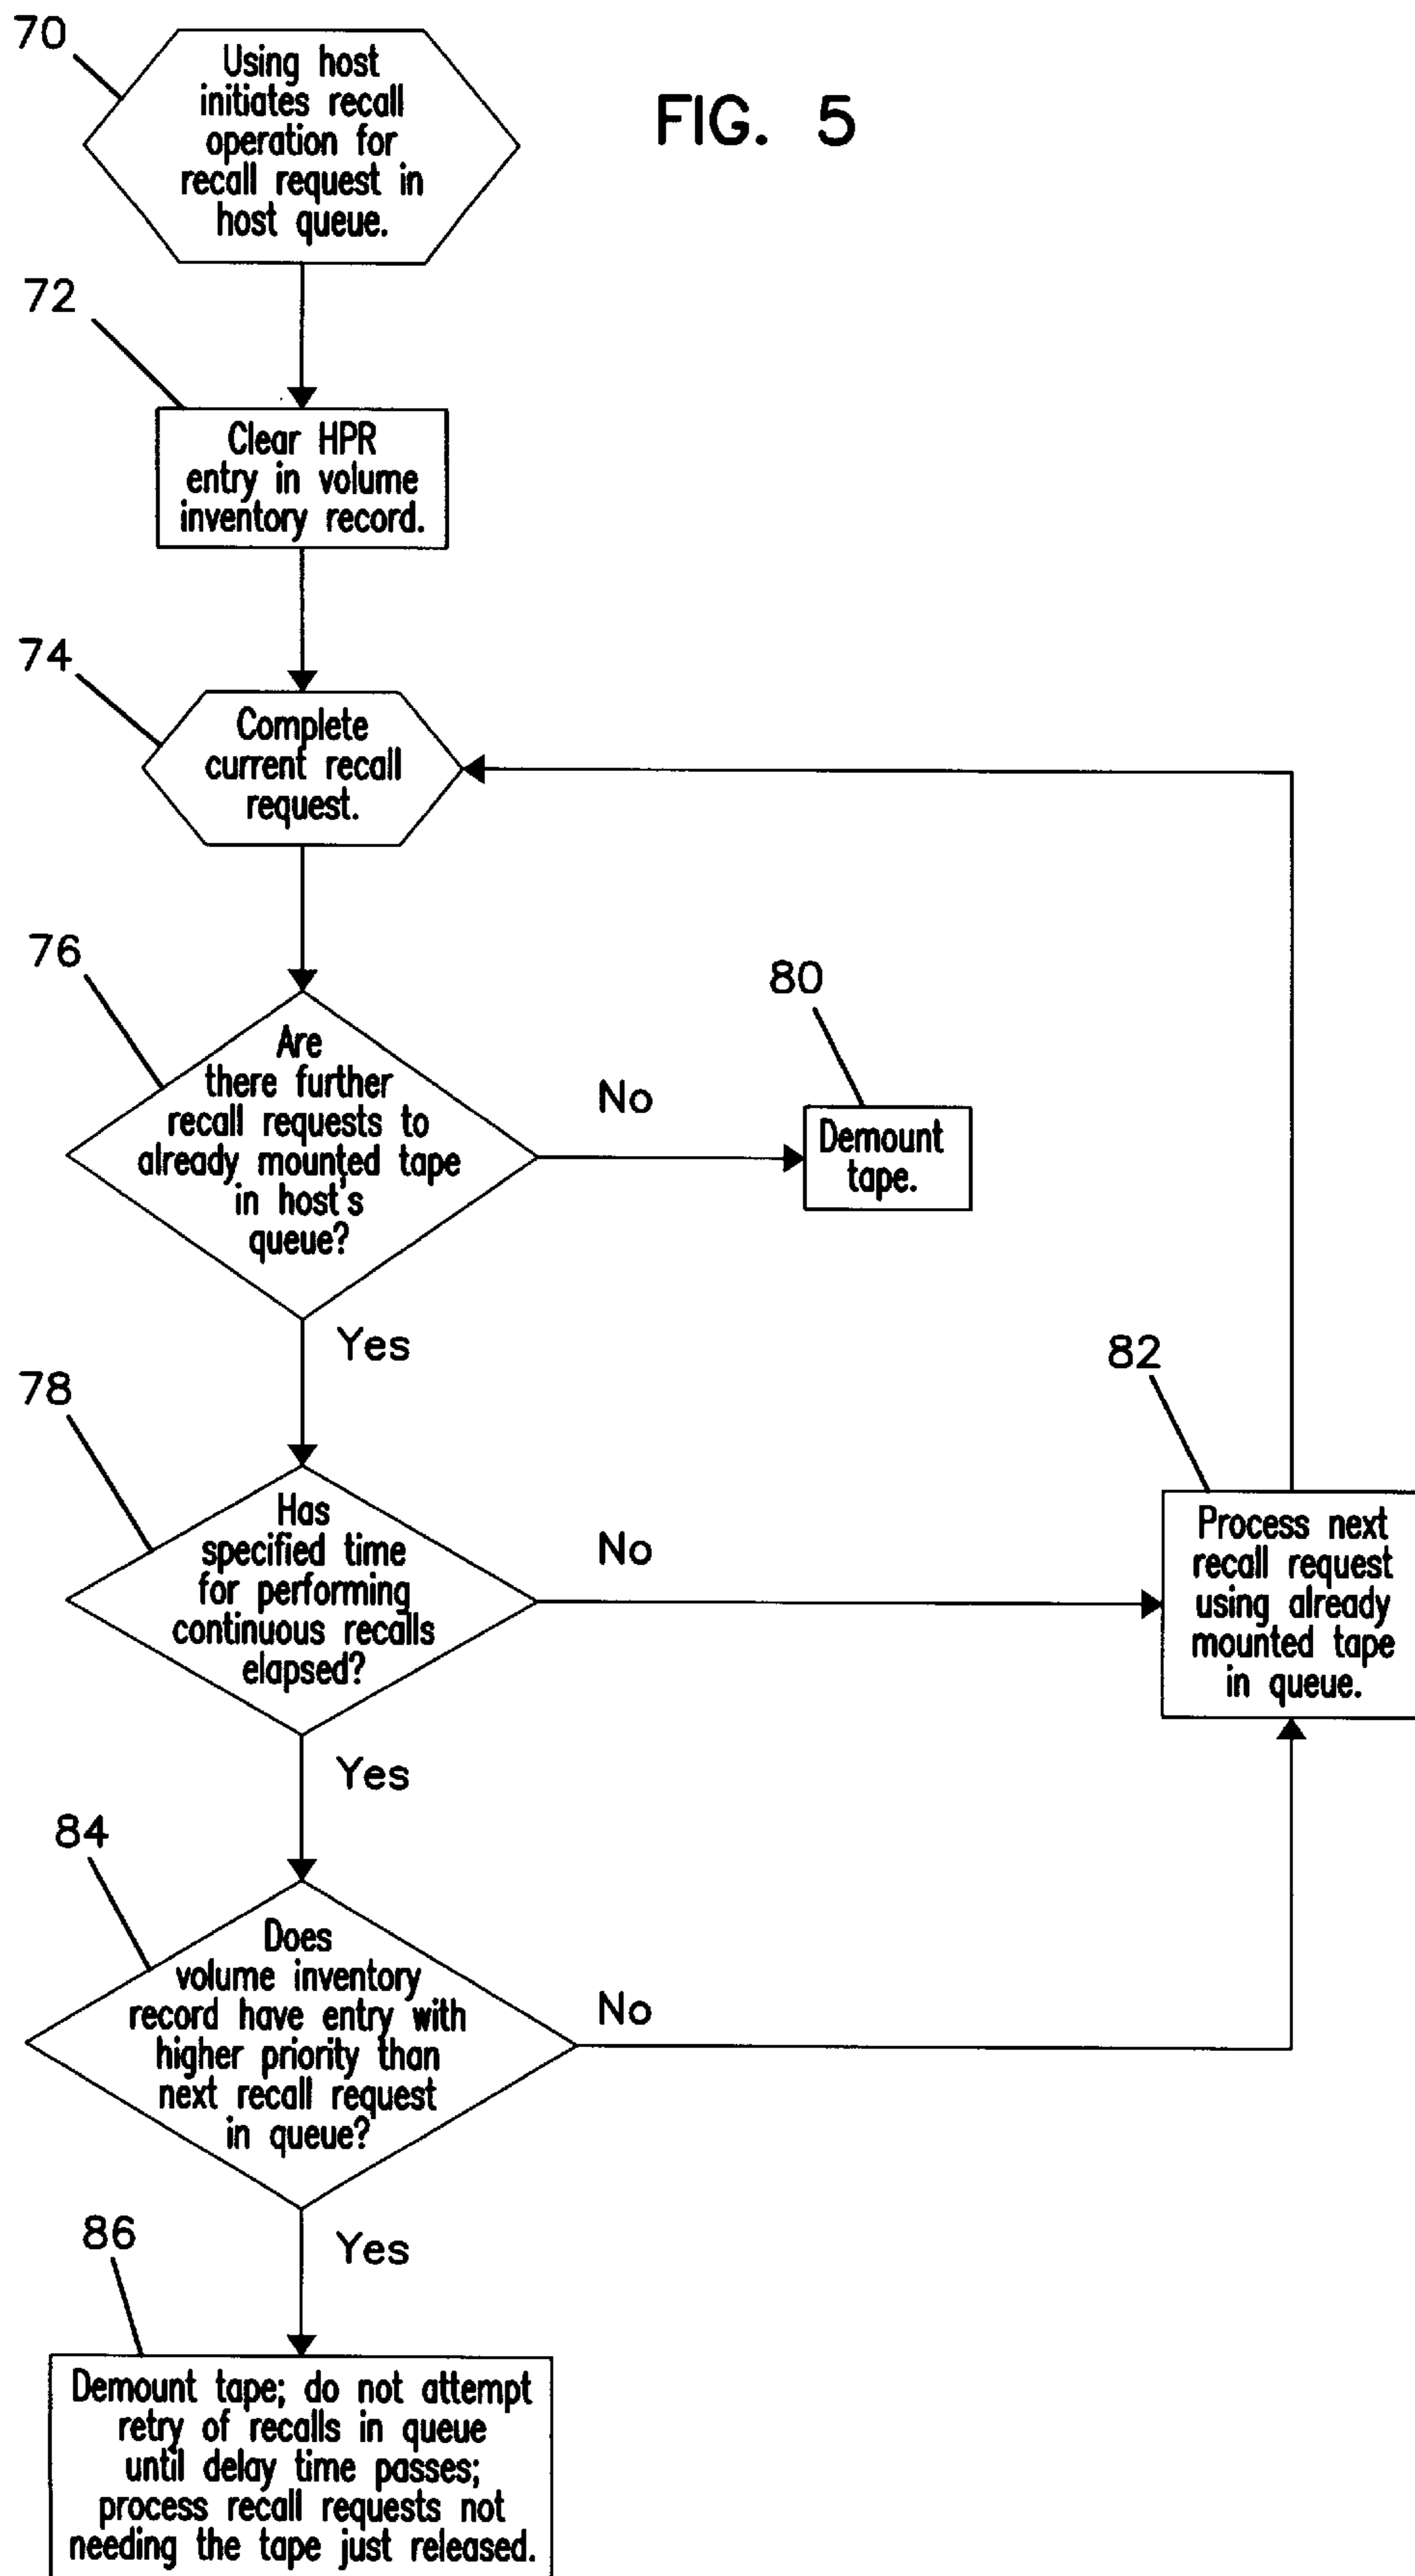 70
Using host
initiates recall
operation for
recall request in
host queue.
FIG. 5
72
Clear HPR
entry in volume
inventory record.
74
Complete
current recall
request.
76
Are
there further
recall requests to
already mounted tape
in host's
queue?
No
80
Demount
tape.
Yes
78
Has
specified time
for performing
continuous recalls
elapsed?
No
82
Process next
recall request
using already
mounted tape
in queue.
Yes
84
Does
volume inventory
record have entry with
higher priority than
next recall request
in queue?
No
Yes
86
Demount tape; do not attempt
retry of recalls in queue
until delay time passes;
process recall requests not
needing the tape just released.